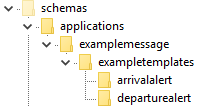 schemas
applications
examplemessage
exampletemplates
arrivalalert
departurealert